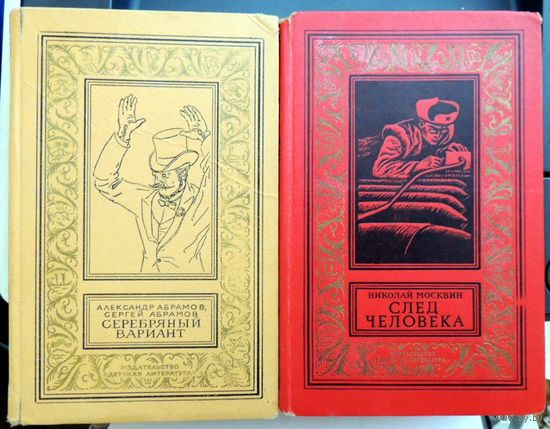 АЛЕКСАНДР АБРАМОВ,
СЕРГЕЙ АБРАМОВ
СЕРЕБРЯНЫЙ
ВАРИАНТ
ИЗДАТЕЛЬСТВО
«ДЕТСКАЯ ЛИТЕРАТУРА»
НИКОЛАЙ МОСКВИН
СЛЕД
ЧЕЛОВЕКА